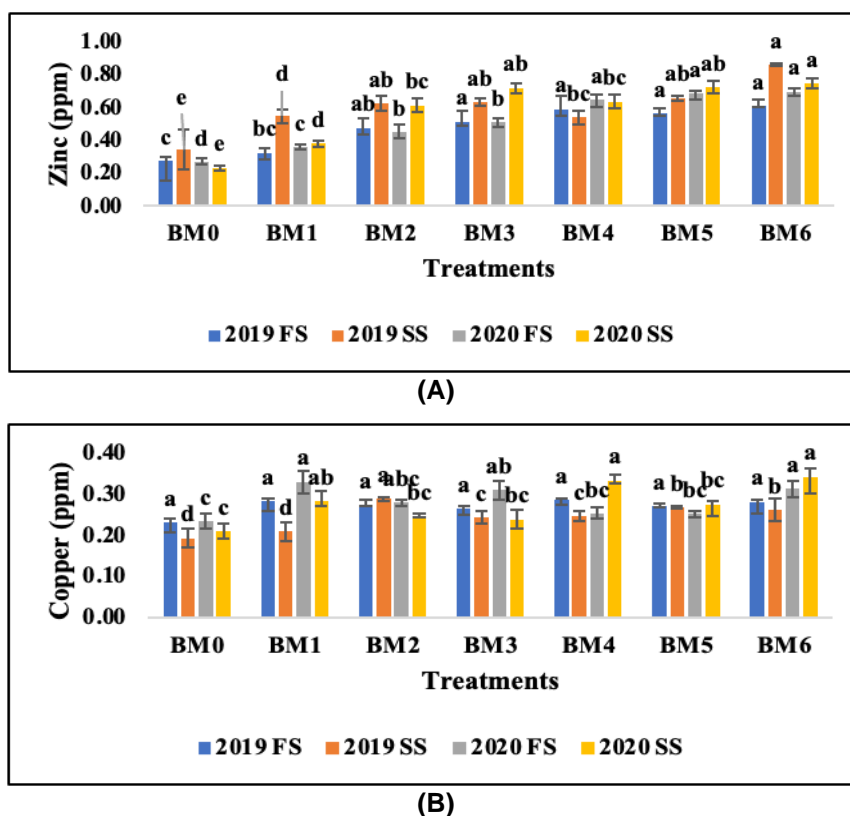 1.00
0.80
0.60
0.40
0.20
0.00
Zinc (ppm)
c e d e
bc d c d
ab ab b bc
a ab b ab
a bc a abc
a ab a ab
a a a a
BM0 BM1 BM2 BM3 BM4 BM5 BM6
Treatments
2019 FS 2019 SS 2020 FS 2020 SS
(A)
0.40
0.30
0.20
0.10
0.00
Copper (ppm)
a d c c
a d a ab
a a abc bc
a c ab bc
a c bc a
a b bc bc
a b a a
BM0 BM1 BM2 BM3 BM4 BM5 BM6
Treatments
2019 FS 2019 SS 2020 FS 2020 SS
(B)